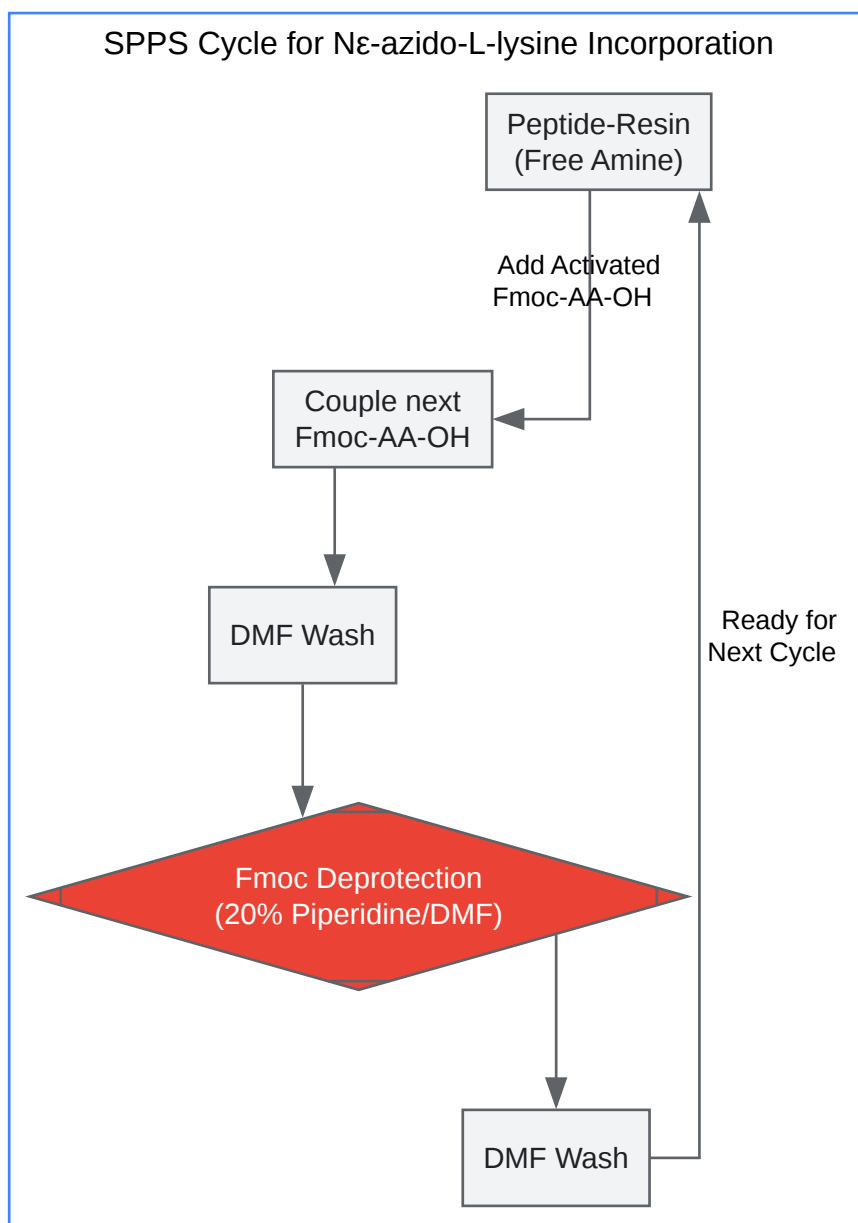 SPPS Cycle for Nε-azido-L-lysine Incorporation
Peptide-Resin
(Free Amine)
Add Activated
Fmoc-AA-OH
Couple next
Fmoc-AA-OH
DMF Wash
Ready for
Next Cycle
Fmoc Deprotection
(20% Piperidine/DMF)
DMF Wash